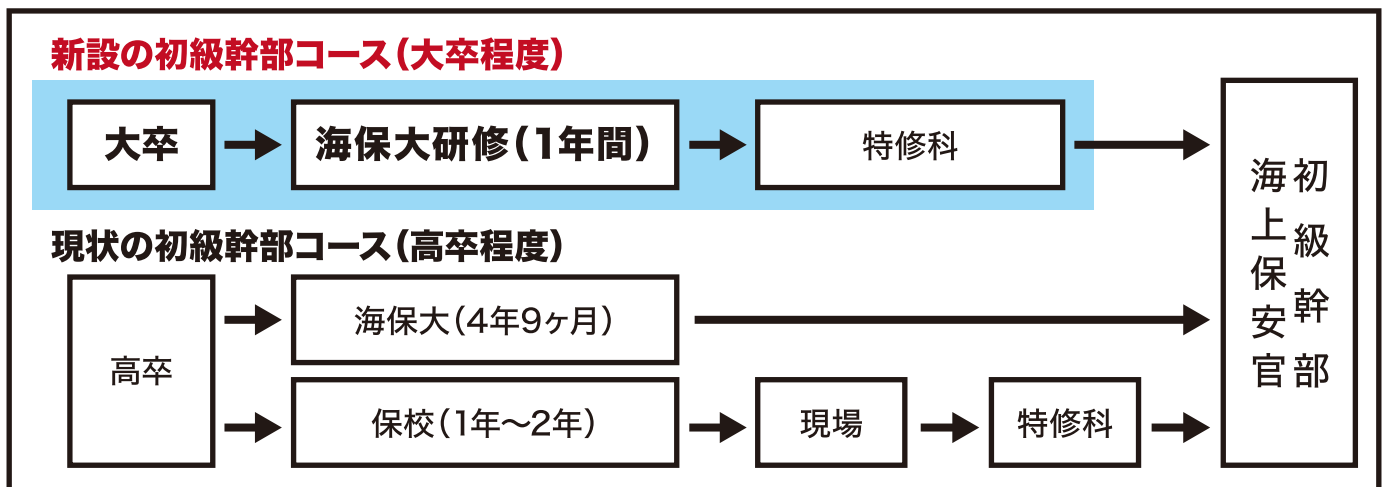 新設の初級幹部コース(大卒程度)
大卒
海保大研修(1年間)
特修科
現状の初級幹部コース(高卒程度)
高卒
海保大(4年9ヶ月)
保校(1年〜2年)
現場
特修科
初級幹部
海上保安官